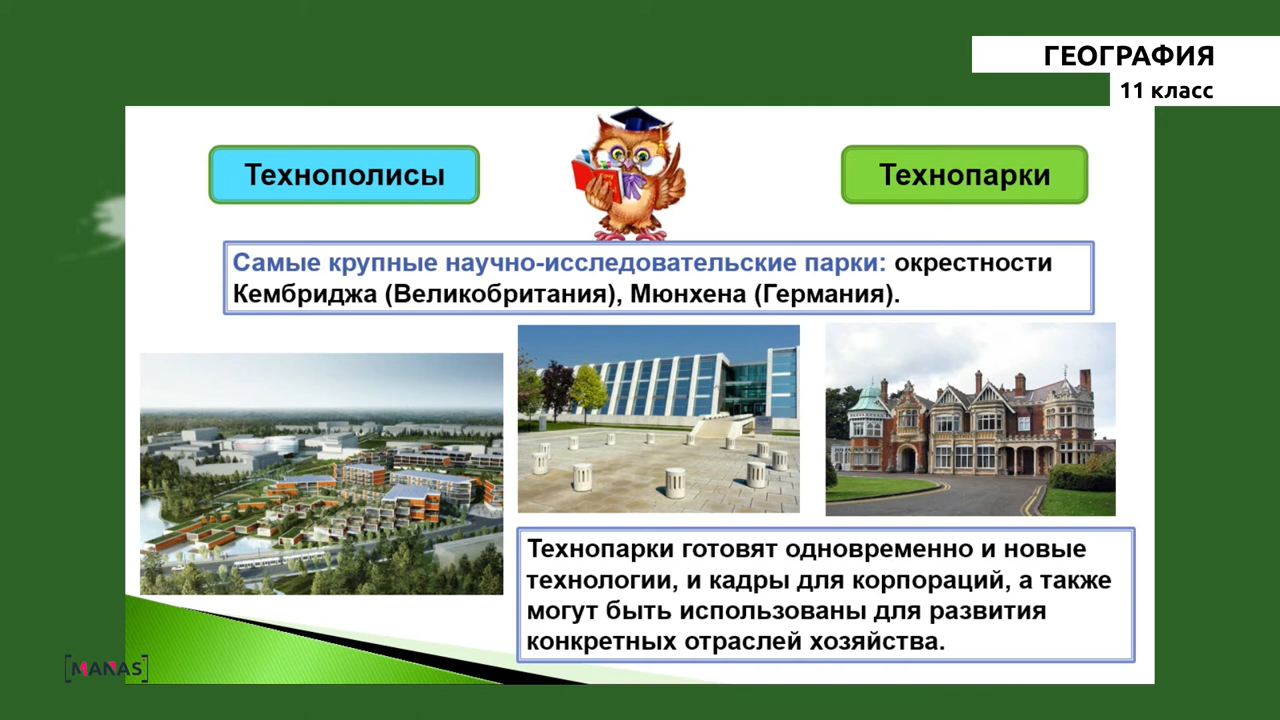 ГЕОГРАФИЯ
11 класс
Технополисы
Технопарки
Самые крупные научно-исследовательские парки: окрестности
Кембриджа (Великобритания), Мюнхена (Германия).
Технопарки готовят одновременно и новые
технологии, и кадры для корпораций, а также
могут быть использованы для развития
конкретных отраслей хозяйства.
[MANAS]